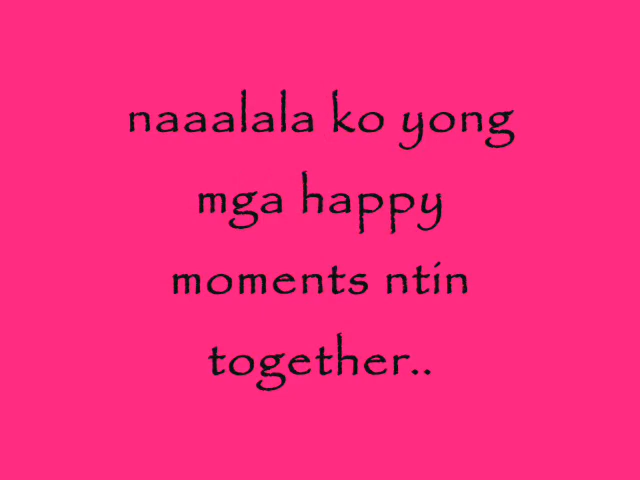 naaalala ko yong
mga happy
moments ntin
together..